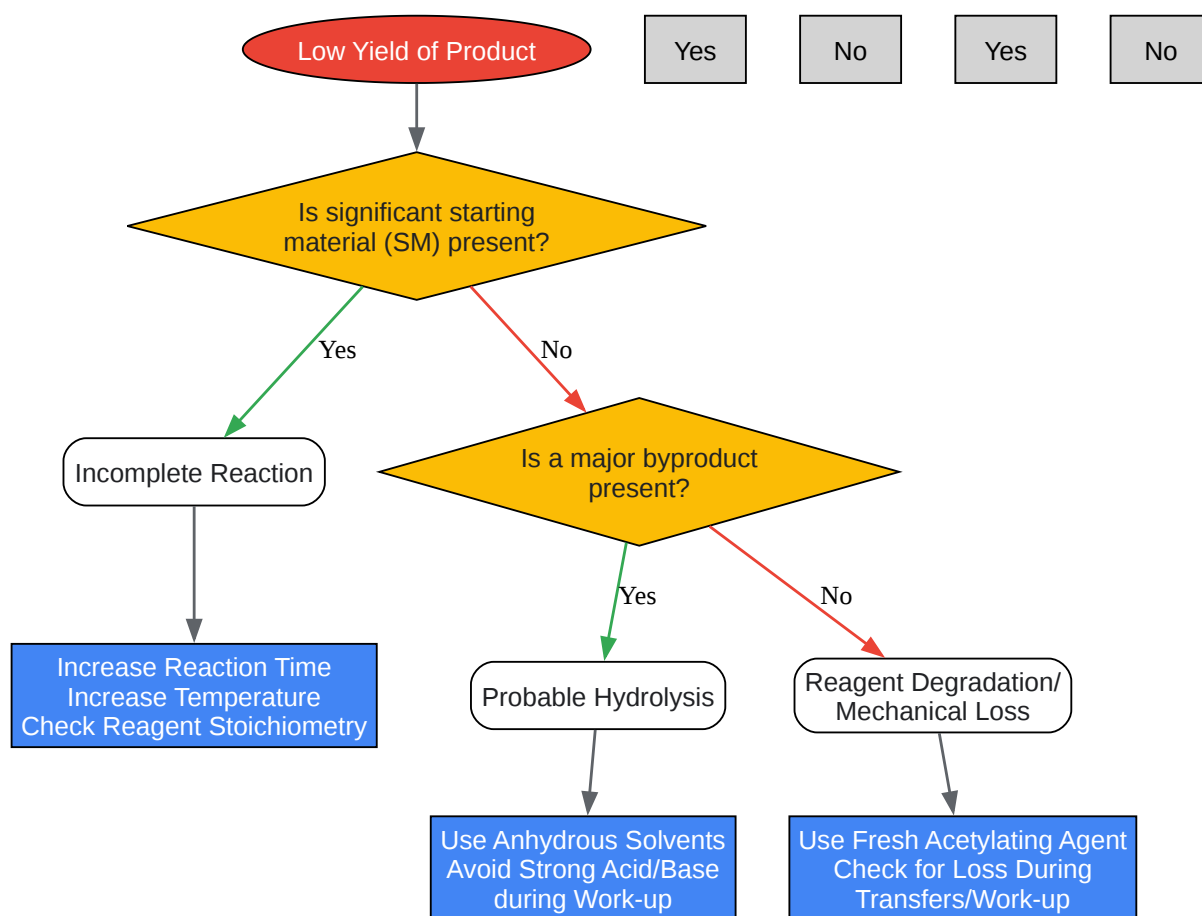 Low Yield of Product
Yes
No
Yes
No
Is significant starting
material (SM) present?
Yes
No
Incomplete Reaction
Is a major byproduct
present?
Yes
No
Increase Reaction Time
Increase Temperature
Check Reagent Stoichiometry
Probable Hydrolysis
Reagent Degradation/
Mechanical Loss
Use Anhydrous Solvents
Avoid Strong Acid/Base
during Work-up
Use Fresh Acetylating Agent
Check for Loss During
Transfers/Work-up